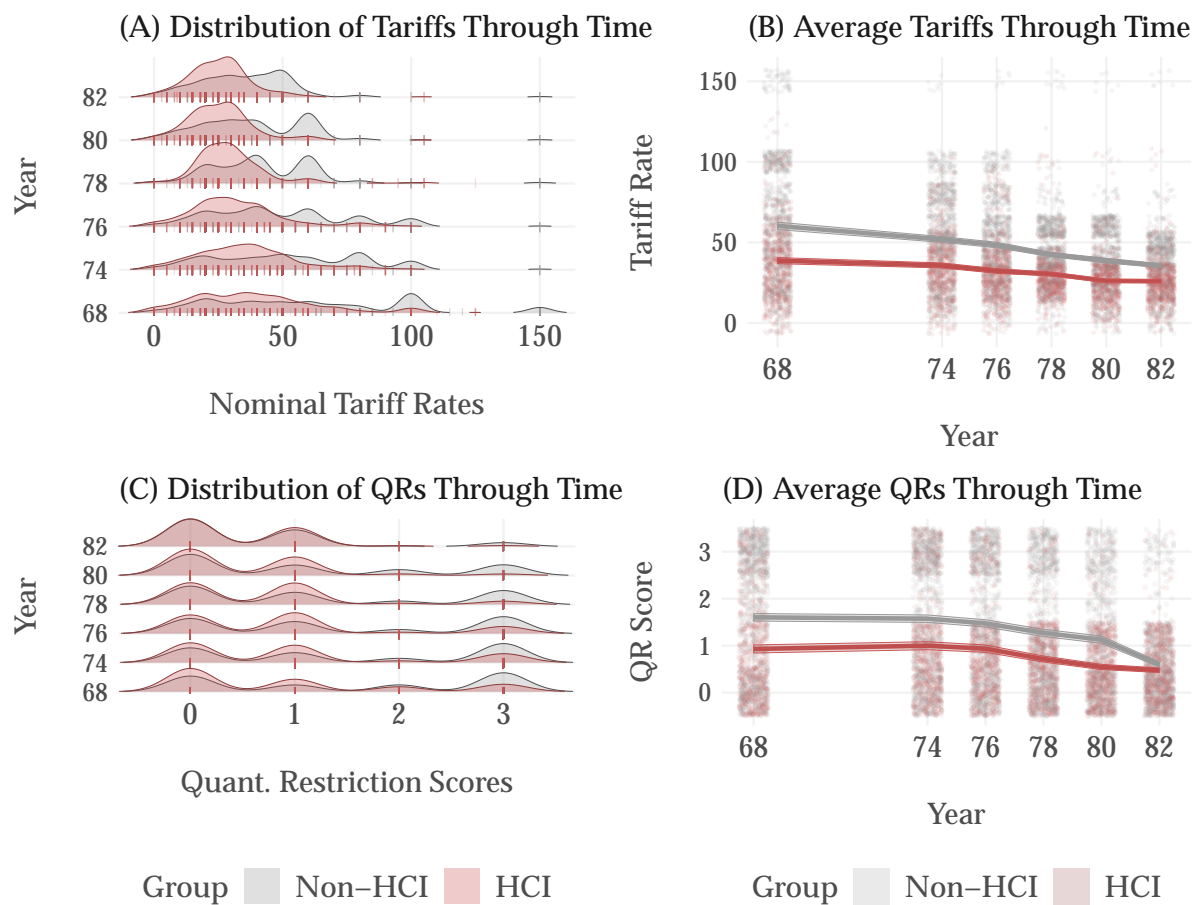 (A) Distribution of Tariffs Through Time
Year
82
80
78
76
74
68
0 50 100 150
Nominal Tariff Rates
(B) Average Tariffs Through Time
Tariff Rate
150
100
50
0
68 74 76 78 80 82
Year
(C) Distribution of QRs Through Time
Year
82
80
78
76
74
68
0 1 2 3
Quant. Restriction Scores
(D) Average QRs Through Time
QR Score
3
2
1
0
68 74 76 78 80 82
Year
Group Non−HCI HCI
Group Non−HCI HCI